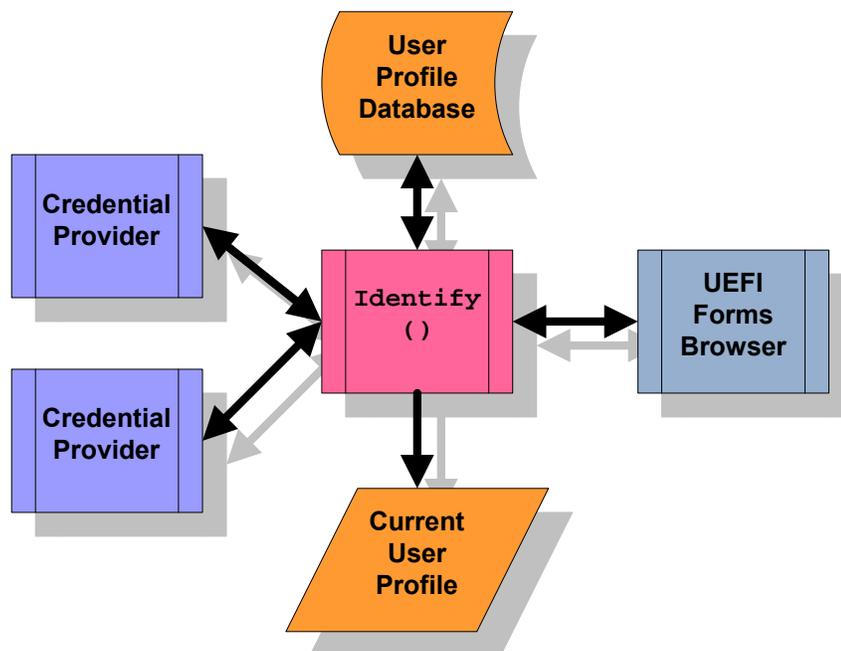 User
Profile
Database
Credential
Provider
Identify
()
UEFI
Forms
Browser
Credential
Provider
Current
User
Profile